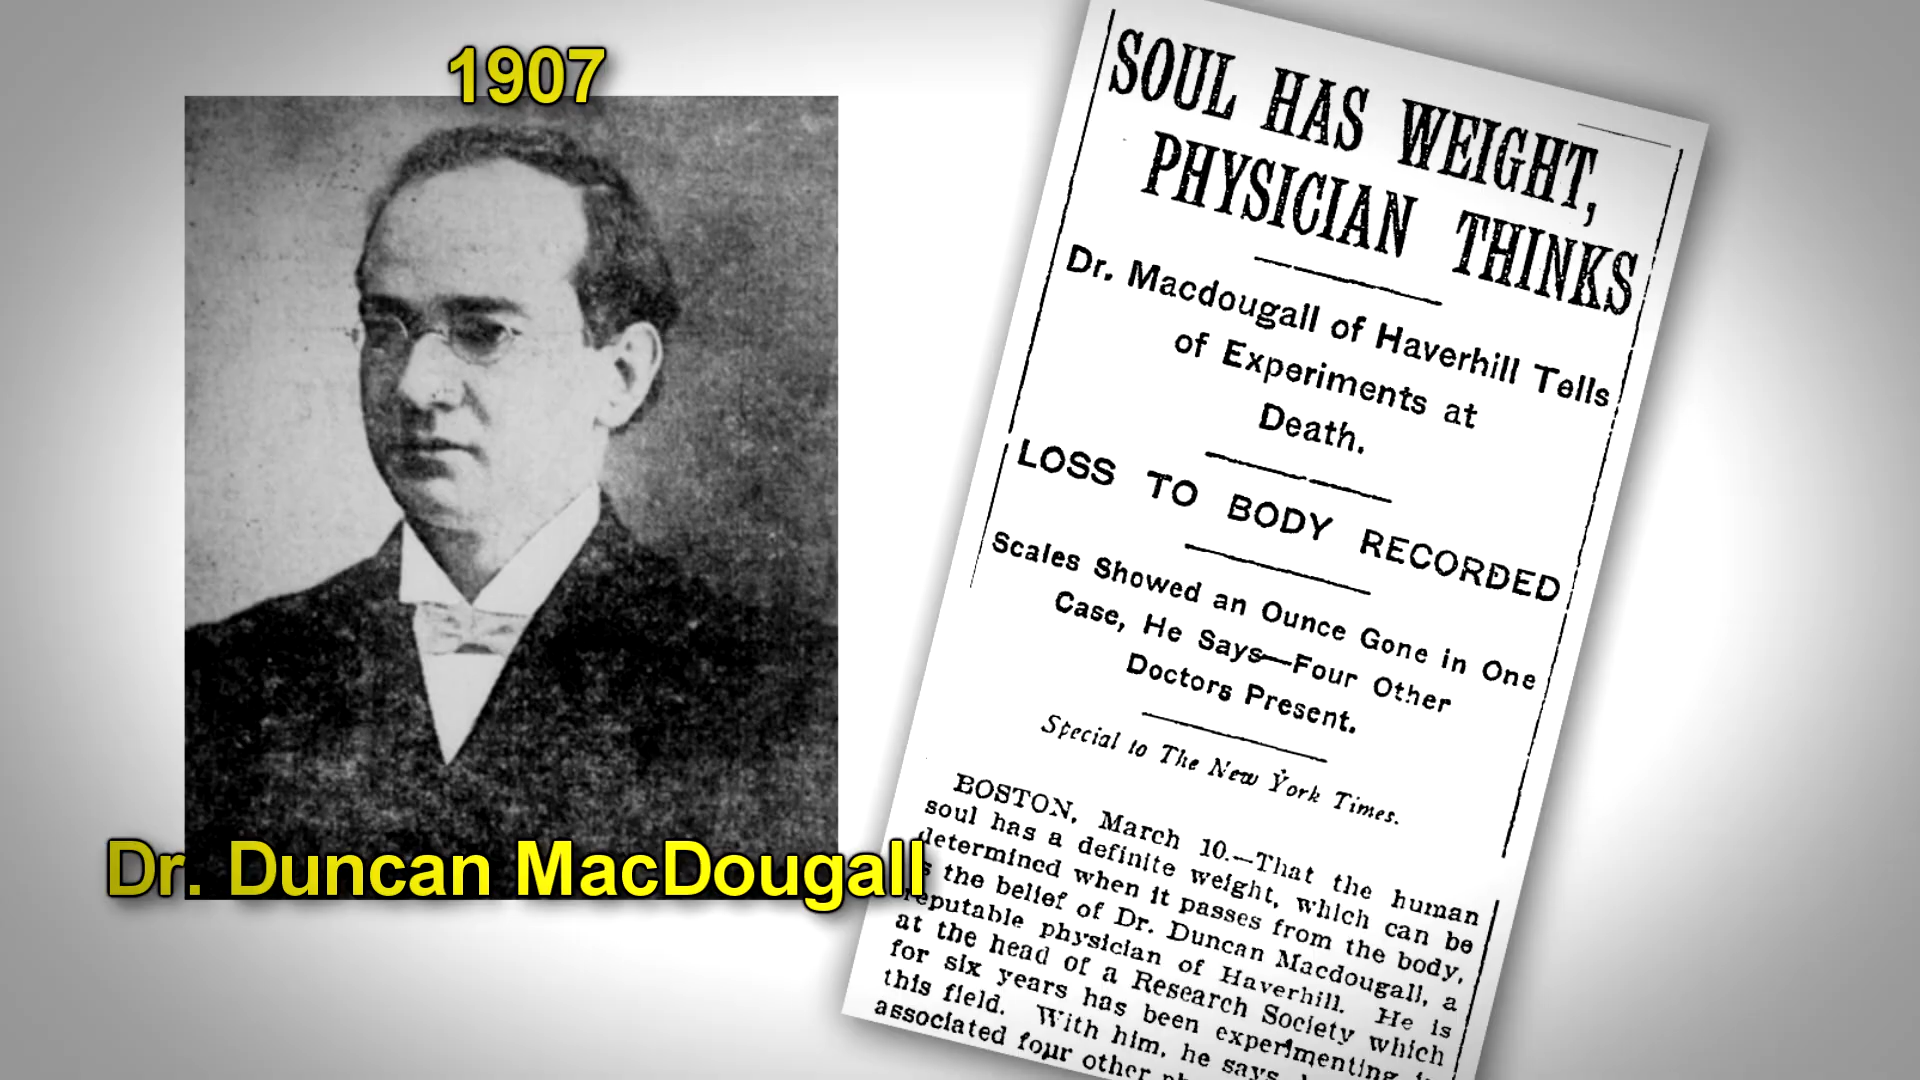 1907
Dr. Duncan MacDougall
SOUL HAS WEIGHT,
PHYSICIAN THINKS
Dr. Macdougall of Haverhill Tells
of Experiments at
Death.
LOSS TO BODY RECORDED
Scales Showed an Ounce Gone in One
Case, He Says—Four Other
Doctors Present.
Special to The New York Times.
BOSTON, March 10.—That the human
soul has a definite weight, which can be
determined when it passes from the body,
the belief of Dr. Duncan Macdougall, a
reputable physician of Haverhill. He is
at the head of a Research Society which
for six years has been experimenting
this field. With him, he says,
associated four other